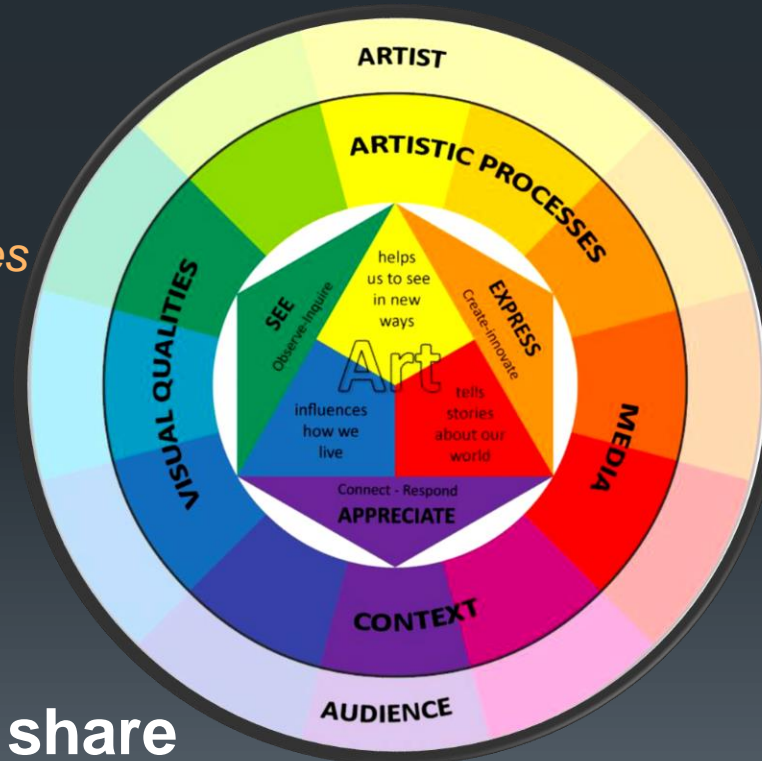 ARTIST
ARTISTIC PROCESSES
es
helps
us to see
in new
ways
SEE
Observe-Inquire
EXPRESS
Create-innovate
VISUAL QUALITIES
Art
influences
how we
live
tells
stories
about our
world
MEDIA
Connect - Respond
APPRECIATE
CONTEXT
AUDIENCE
share